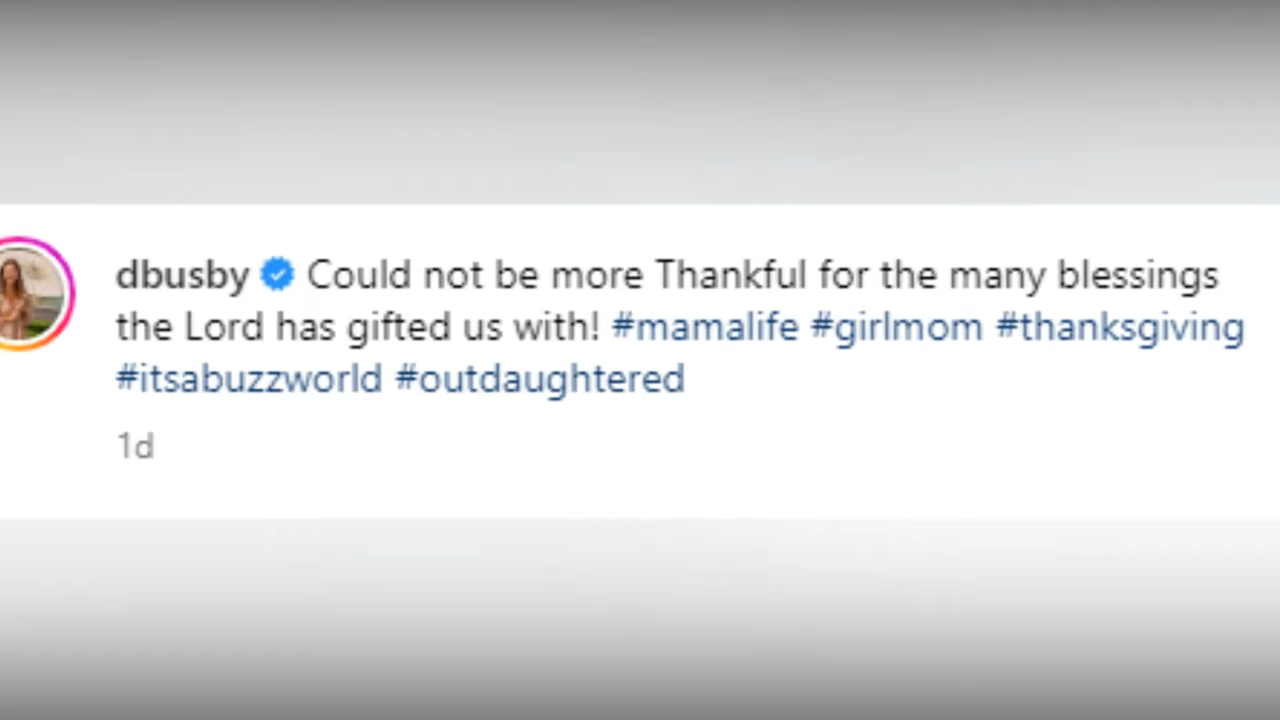 dbusby Could not be more Thankful for the many blessings
the Lord has gifted us with! #mamalife #girlmom #thanksgiving
#itsabuzzworld #outdaughtered
1d